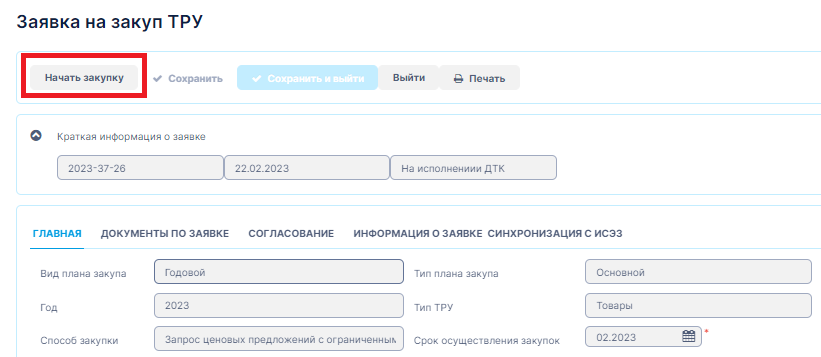 Заявка на закуп ТРУ
Начать закупку Сохранить Сохранить и выйти Выйти Печать
Краткая информация о заявке
2023-37-26 22.02.2023 На исполнениии ДТК
ГЛАВНАЯ ДОКУМЕНТЫ ПО ЗАЯВКЕ СОГЛАСОВАНИЕ ИНФОРМАЦИЯ О ЗАЯВКЕ СИНХРОНИЗАЦИЯ С ИСЭЗ
Вид плана закупа Годовой Тип плана закупа Основной
Год 2023 Тип ТРУ Товары
Способ закупки Запрос ценовых предложений с ограниченным Срок осуществления закупок 02.2023 *